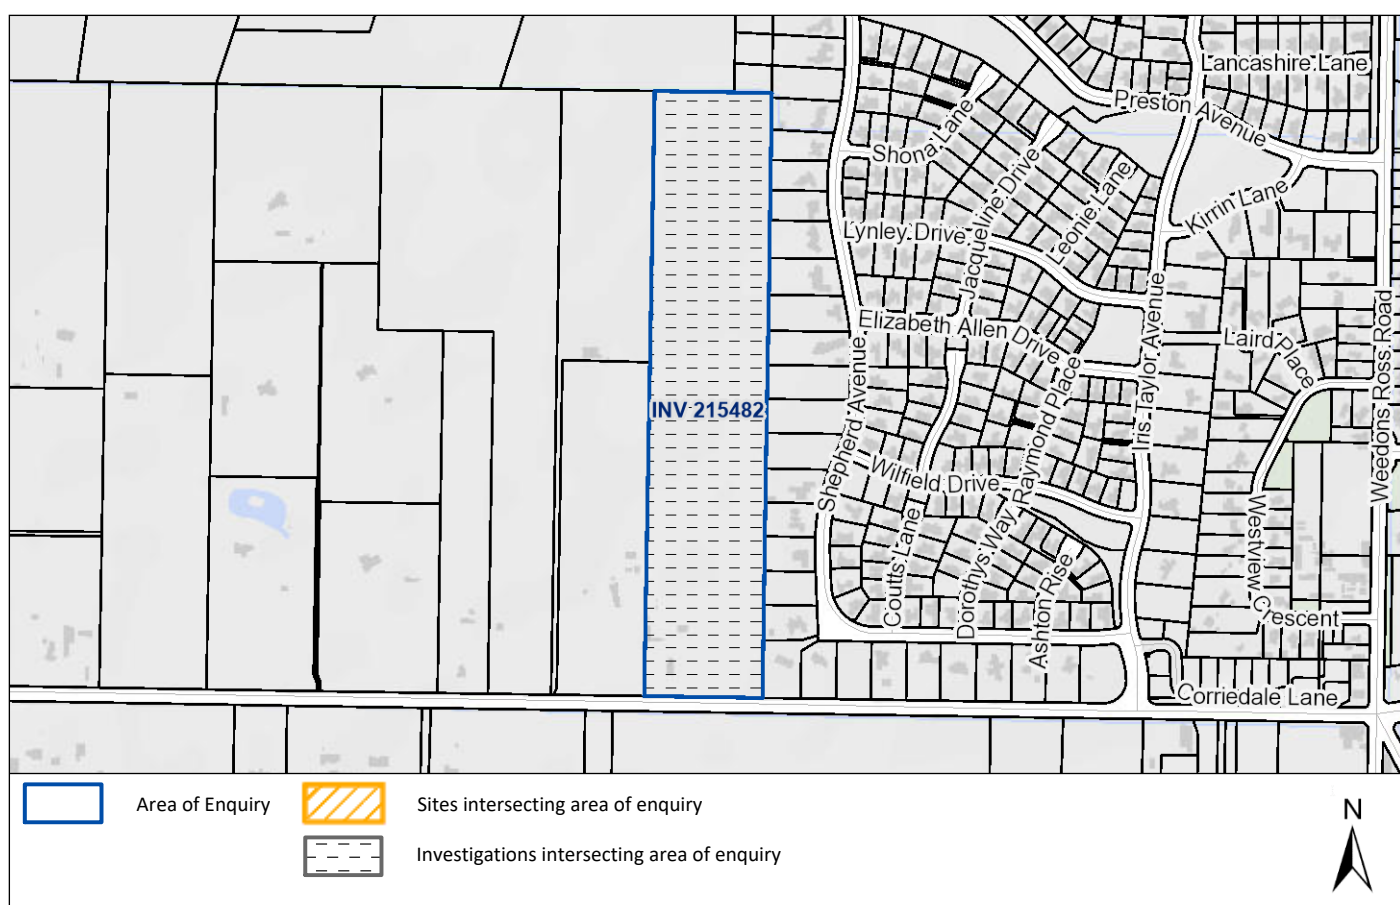 Lancashire Lane
Preston Avenue
Shona Lane
Jacqueline Drive
Leonie Lane
Kirrin Lane
Lynley Drive
Elizabeth Allen Drive
Laird Place
Iris Taylor Avenue
Weedons Ross Road
Shepherd Avenue
Raymond Place
INV 215482
Wilfield Drive
Coutts Lane
Dorothys Way
Ashton Rise
Westview Crescent
Corriedale Lane
Area of Enquiry
Sites intersecting area of enquiry
Investigations intersecting area of enquiry
N